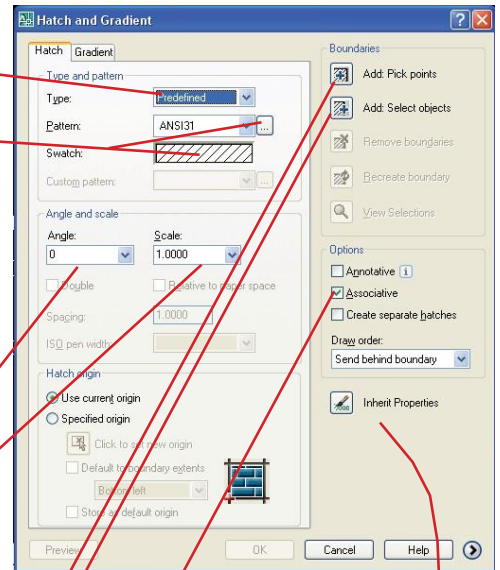 Hatch and Gradient
Hatch
Gradient
Type and pattern
Type:
Predefined
Pattern:
ANSI31
...
Swatch:
Custom pattern:
...
Angle and scale
Angle:
Scale:
0
1.0000
Double
Relative to paper space
Spacing:
1.0000
ISO pen width:
Hatch origin
Use current origin
Specified origin
Click to set new origin
Default to boundary extents
Bottom left
Store as default origin
Boundaries
Add: Pick points
Add: Select objects
Remove boundaries
Recreate boundary
View Selections
Options
Annotative
Associative
Create separate hatches
Draw order:
Send behind boundary
Inherit Properties
Preview
OK
Cancel
Help